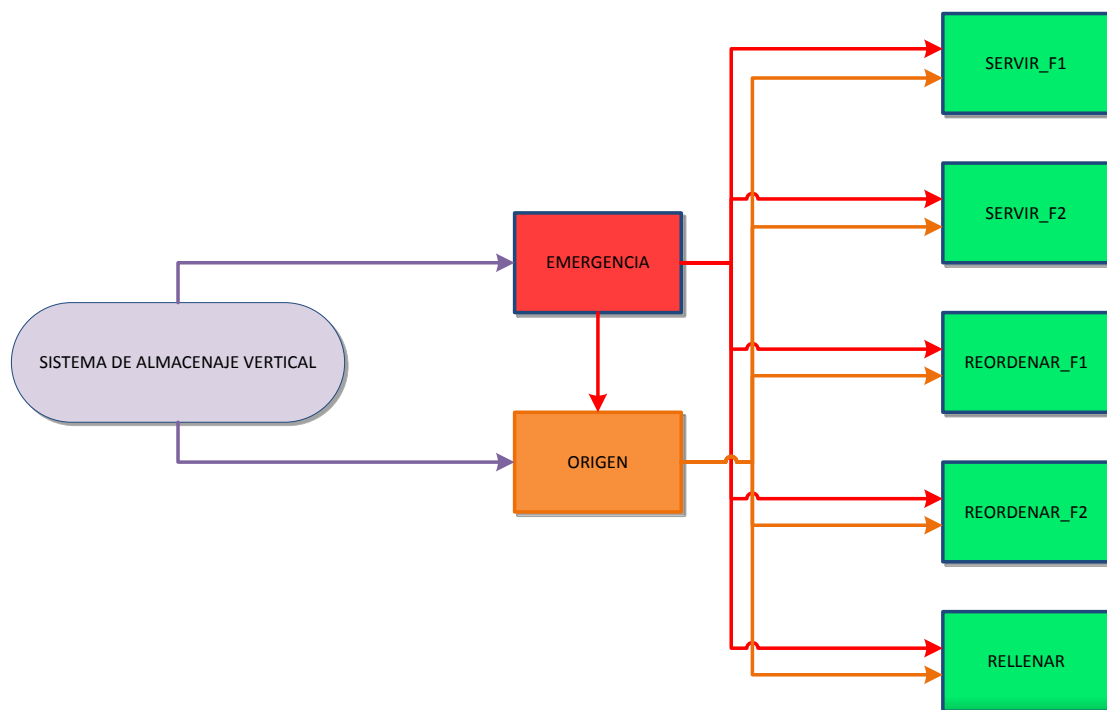 SERVIR_F1
SERVIR_F2
EMERGENCIA
SISTEMA DE ALMACENAJE VERTICAL
REORDENAR_F1
ORIGEN
REORDENAR_F2
RELLENAR